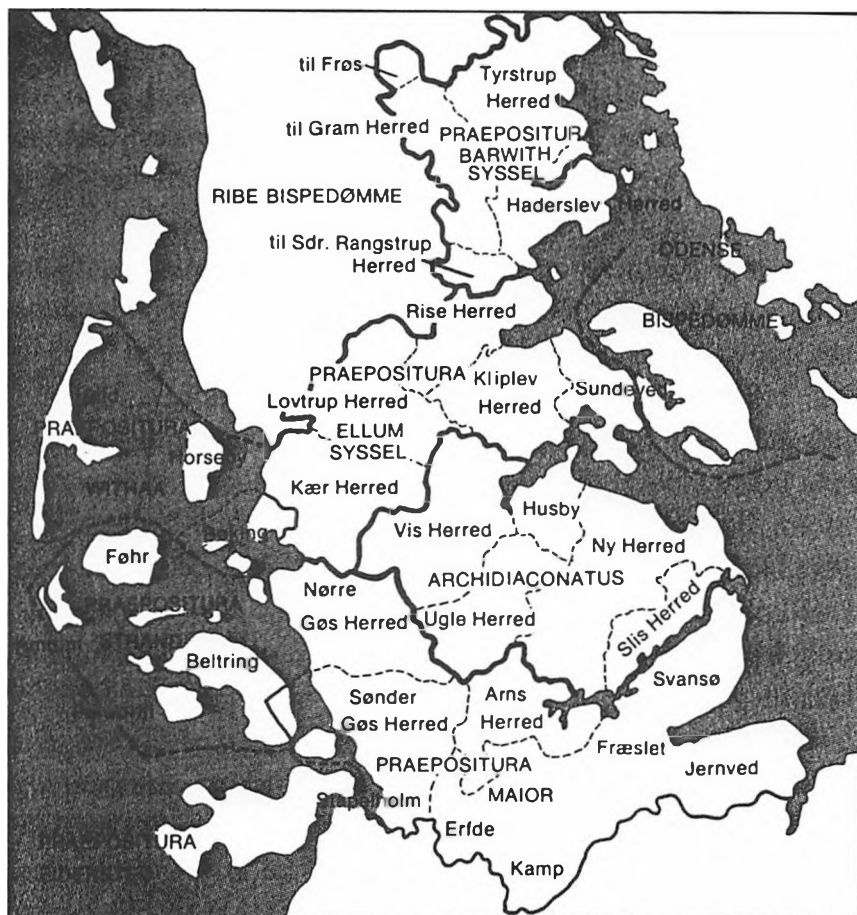 til Frøs
Tyrstrup
Herred
til Gram Herred
PRAEPOSITURA
BARWITH
SYSSEL
RIBE BISPEDØMME
Haderslev Herred
til Sdr. Rangstrup
Herred
ODENSE
BISPEDØMME
Rise Herred
PRAEPOSITURA
Kliplev
Herred
Sundeved
Lovtrup Herred
ELLUM
SYSSEL
PRAEPOSITURA
Horsebÿ
WITHAA
Kær Herred
Husby
Vis Herred
Ny Herred
Føhr
ARCHIDIACONATUS
Nørre
Gøs Herred
PRAEPOSITURA
STRAND
Ugle Herred
Slis Herred
Beltring
Sønder
Gøs Herred
Arns
Herred
Svansø
Fræslet
PRAEPOSITURA
MAIOR
Jernved
Stapelholm
Erfde
Kamp
PRAEPOSITURA